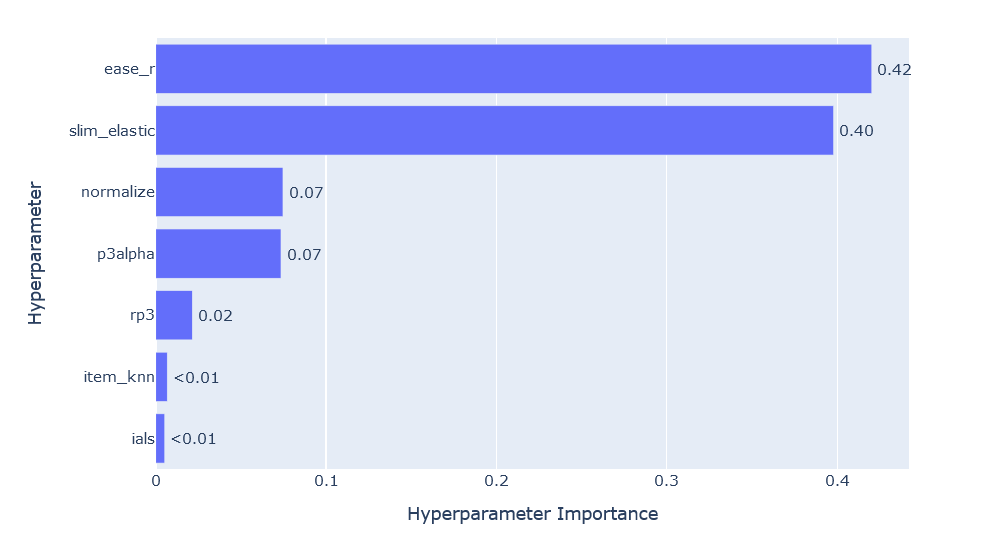 ease_r 0.42
slim_elastic 0.40
normalize 0.07
p3alpha 0.07
rp3 0.02
item_knn <0.01
ials <0.01
0 0.1 0.2 0.3 0.4
Hyperparameter Importance
Hyperparameter